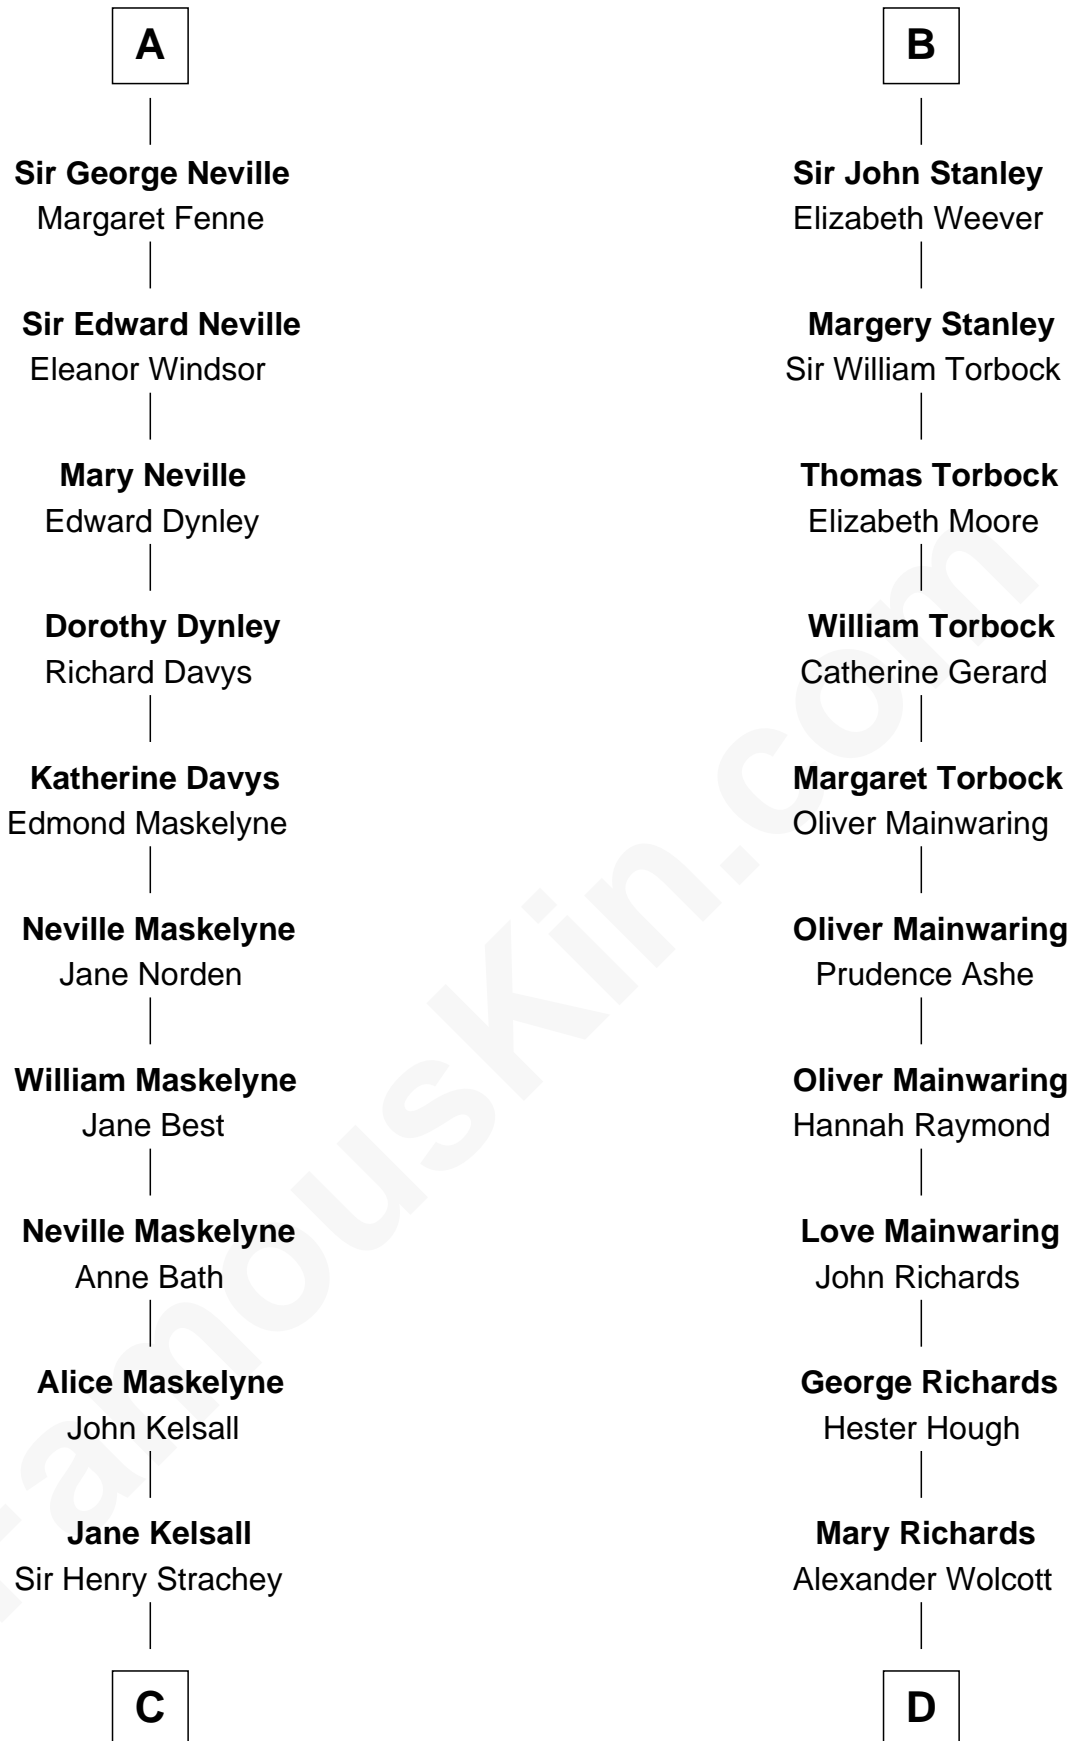 A
Sir George Neville
Margaret Fenne
Sir Edward Neville
Eleanor Windsor
Mary Neville
Edward Dynley
Dorothy Dynley
Richard Davys
Katherine Davys
Edmond Maskelyne
Neville Maskelyne
Jane Norden
William Maskelyne
Jane Best
Neville Maskelyne
Anne Bath
Alice Maskelyne
John Kelsall
Jane Kelsall
Sir Henry Strachey
C
B
Sir John Stanley
Elizabeth Weever
Margery Stanley
Sir William Torbock
Thomas Torbock
Elizabeth Moore
William Torbock
Catherine Gerard
Margaret Torbock
Oliver Mainwaring
Oliver Mainwaring
Prudence Ashe
Oliver Mainwaring
Hannah Raymond
Love Mainwaring
John Richards
George Richards
Hester Hough
Mary Richards
Alexander Wolcott
D
FamousKin.com